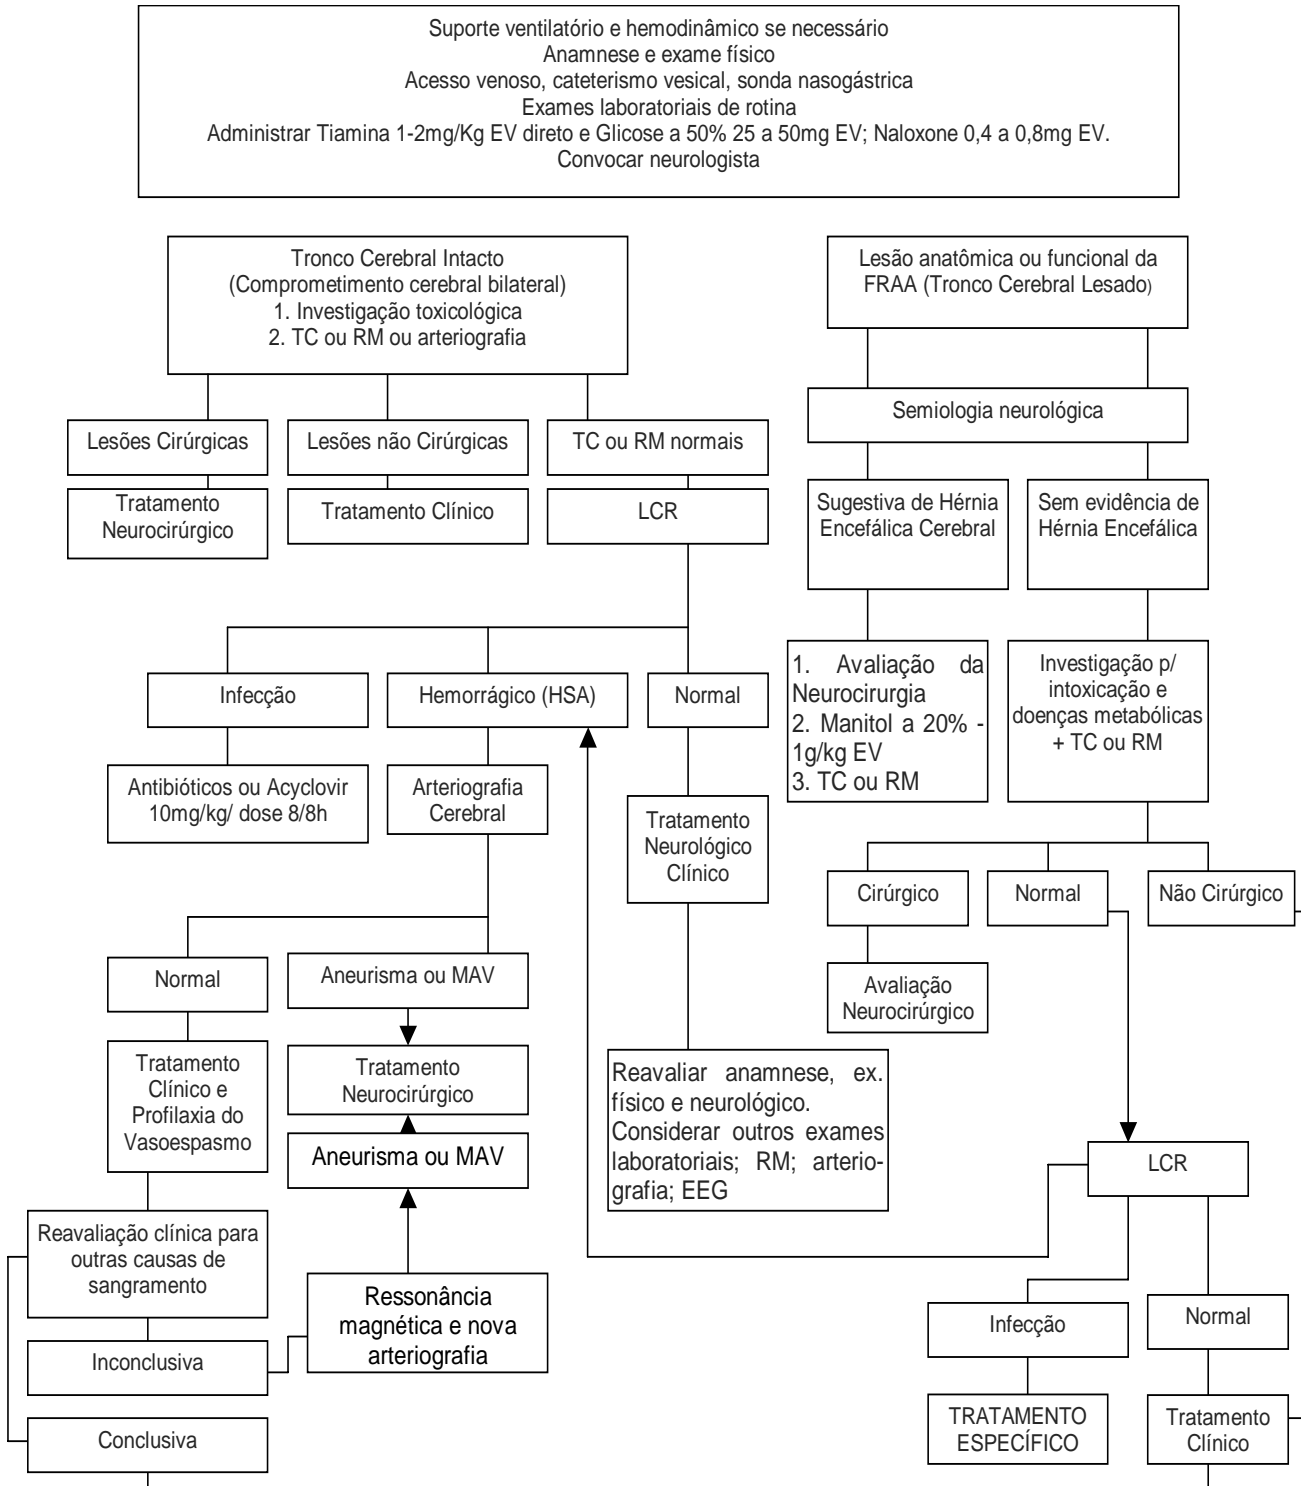 Suporte ventilatório e hemodinâmico se necessário
Anamnese e exame físico
Acesso venoso, cateterismo vesical, sonda nasogástrica
Exames laboratoriais de rotina
Administrar Tiamina 1-2mg/Kg EV direto e Glicose a 50% 25 a 50mg EV; Naloxone 0,4 a 0,8mg EV.
Convocar neurologista
Tronco Cerebral Intacto
(Comprometimento cerebral bilateral)
1. Investigação toxicológica
2. TC ou RM ou arteriografia
Lesão anatômica ou funcional da
FRAA (Tronco Cerebral Lesado)
Semiologia neurológica
Lesões Cirúrgicas
Lesões não Cirúrgicas
TC ou RM normais
Tratamento
Neurocirúrgico
Tratamento Clínico
LCR
Sugestiva de Hérnia
Encefálica Cerebral
Sem evidência de
Hérnia Encefálica
Infecção
Hemorrágico (HSA)
Normal
1. Avaliação da
Neurocirurgia
2. Manitol a 20% -
1g/kg EV
3. TC ou RM
Investigação p/
intoxicação e
doenças metabólicas
+ TC ou RM
Antibióticos ou Acyclovir
10mg/kg/ dose 8/8h
Arteriografia
Cerebral
Tratamento
Neurológico
Clínico
Cirúrgico
Normal
Não Cirúrgico
Avaliação
Neurocirúrgico
Normal
Aneurisma ou MAV
Tratamento
Clínico e
Profilaxia do
Vasoespasmo
Tratamento
Neurocirúrgico
Aneurisma ou MAV
Reavaliar anamnese, ex.
físico e neurológico.
Considerar outros exames
laboratoriais; RM; arterio-
grafia; EEG
LCR
Reavaliação clínica para
outras causas de
sangramento
Ressonância
magnética e nova
arteriografia
Inconclusiva
Conclusiva
Infecção
Normal
TRATAMENTO
ESPECÍFICO
Tratamento
Clínico